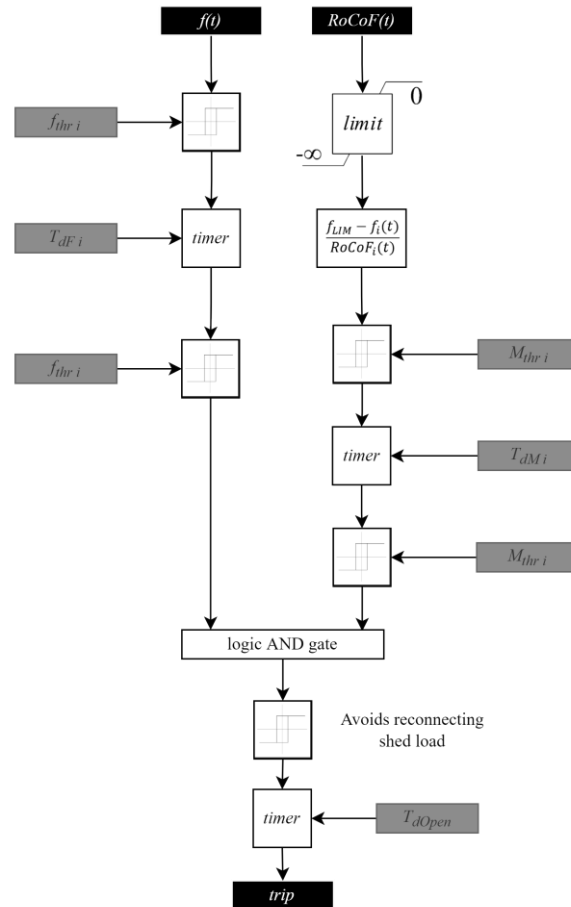 f(t)
RoCoF(t)
f_thr i
limit
0
-∞
T_dF i
timer
f_LIM − f_i(t)
RoCoF_i(t)
f_thr i
M_thr i
timer
T_dM i
M_thr i
logic AND gate
Avoids reconnecting
shed load
timer
T_dOpen
trip